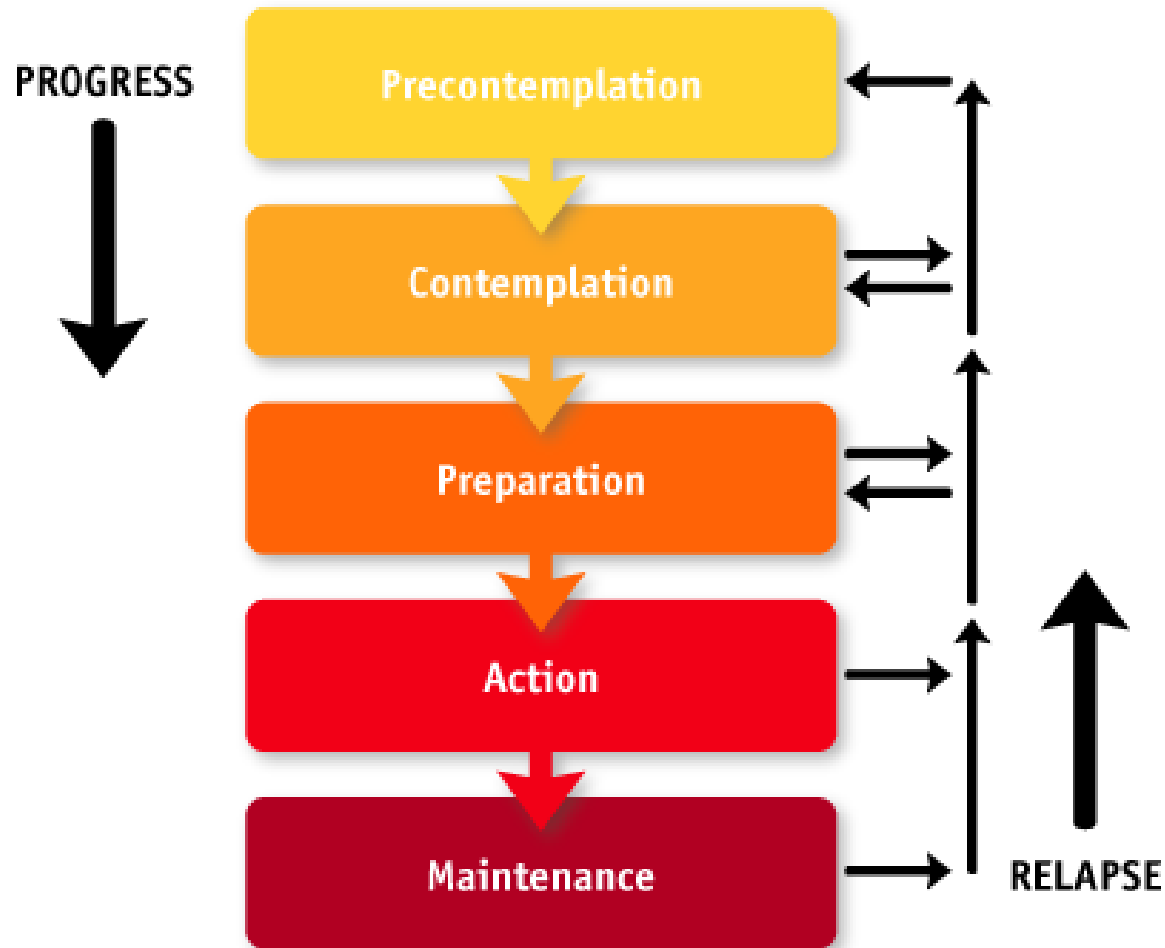 PROGRESS
Precontemplation
Contemplation
Preparation
Action
Maintenance
RELAPSE